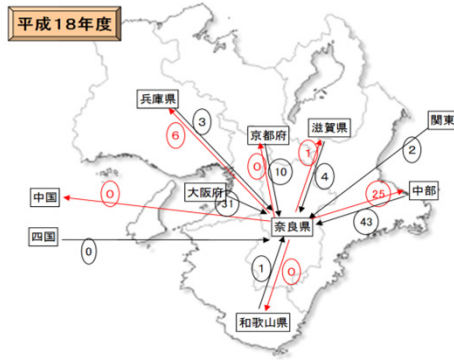 平成18年度
兵庫県
3
6
京都府
0
10
滋賀県
1
4
関東
2
中国
0
大阪府
31
中部
25
43
奈良県
四国
0
1
0
和歌山県